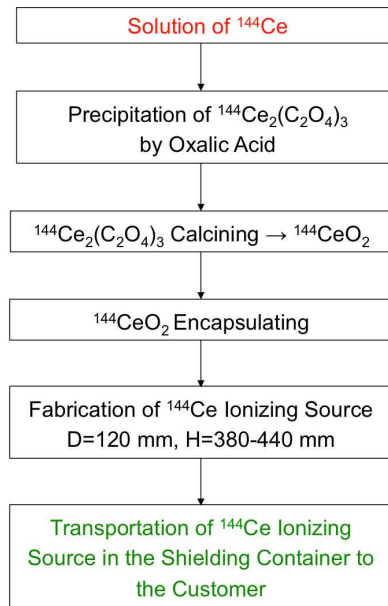 Solution of ¹⁴⁴Ce
Precipitation of ¹⁴⁴Ce₂(C₂O₄)₃
by Oxalic Acid
¹⁴⁴Ce₂(C₂O₄)₃ Calcining → ¹⁴⁴CeO₂
¹⁴⁴CeO₂ Encapsulating
Fabrication of ¹⁴⁴Ce Ionizing Source
D=120 mm, H=380-440 mm
Transportation of ¹⁴⁴Ce Ionizing
Source in the Shielding Container to
the Customer